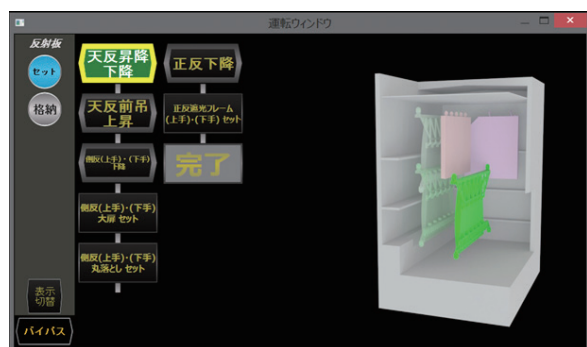 運転ウィンドウ
反射板
セット
格納
表示
切替
バイパス
天反昇降
下降
天反前吊
上昇
側反(上手)・(下手)
下降
側反(上手)・(下手)
大扉 セット
側反(上手)・(下手)
丸落とし セット
正反下降
正反適光フレーム
(上手)・(下手) セット
完了